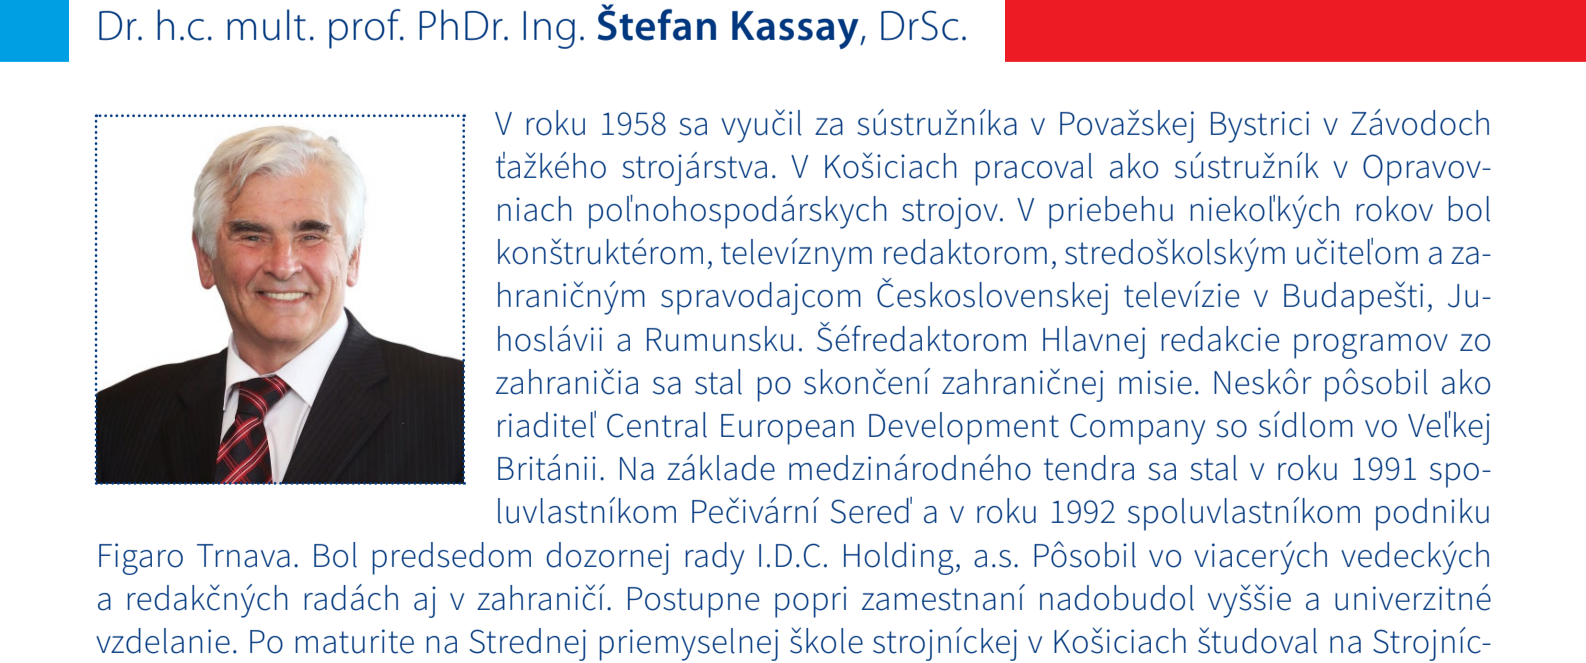 Dr. h.c. mult. prof. PhDr. Ing. Štefan Kassay, DrSc.
V roku 1958 sa vyučil za sústružníka v Považskej Bystrici v Závodoch
ťažkého strojárstva. V Košiciach pracoval ako sústružník v Opravov-
niach poľnohospodárskych strojov. V priebehu niekoľkých rokov bol
konštruktérom, televíznym redaktorom, stredoškolským učiteľom a za-
hraničným spravodajcom Československej televízie v Budapešti, Ju-
hoslávii a Rumunsku. Šéfredaktorom Hlavnej redakcie programov zo
zahraničia sa stal po skončení zahraničnej misie. Neskôr pôsobil ako
riaditeľ Central European Development Company so sídlom vo Veľkej
Británii. Na základe medzinárodného tendra sa stal v roku 1991 spo-
luvlastníkom Pečivární Sereď a v roku 1992 spoluvlastníkom podniku
Figaro Trnava. Bol predsedom dozornej rady I.D.C. Holding, a.s. Pôsobil vo viacerých vedeckých
a redakčných radách aj v zahraničí. Postupne popri zamestnaní nadobudol vyššie a univerzitné
vzdelanie. Po maturite na Strednej priemyselnej škole strojníckej v Košiciach študoval na Strojníc-